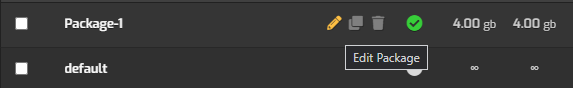 Package-1 4.00 gb 4.00 gb
Edit Package
default ∞ ∞